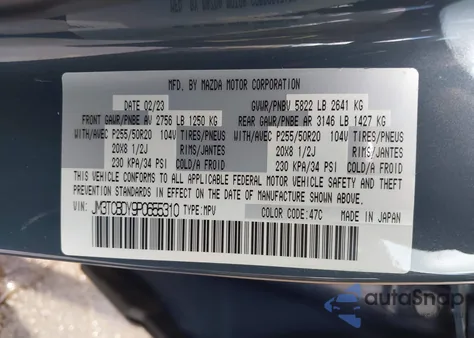 MFD. BY MAZDA MOTOR CORPORATION
DATE 02/23 GVWR/PNBV 5822 LB 2641 KG
FRONT GAWR/PNBE AV 2756 LB 1250 KG REAR GAWR/PNBE AR 3146 LB 1427 KG
WITH/AVEC P255/50R20 104V TIRES/PNEUS WITH/AVEC P255/50R20 104V TIRES/PNEUS
20X8 1/2J RIMS/JANTES 20X8 1/2J RIMS/JANTES
230 KPA/34 PSI COLD/A FROID 230 KPA/34 PSI COLD/A FROID
THIS VEHICLE CONFORMS TO ALL APPLICABLE FEDERAL MOTOR VEHICLE SAFETY, BUMPER, AND
THEFT PREVENTION STANDARDS IN EFFECT ON THE DATE OF MANUFACTURE SHOWN ABOVE.
VIN: JM3TCBDY9P0655310 TYPE:MPV COLOR CODE:47C MADE IN JAPAN
autoSnap